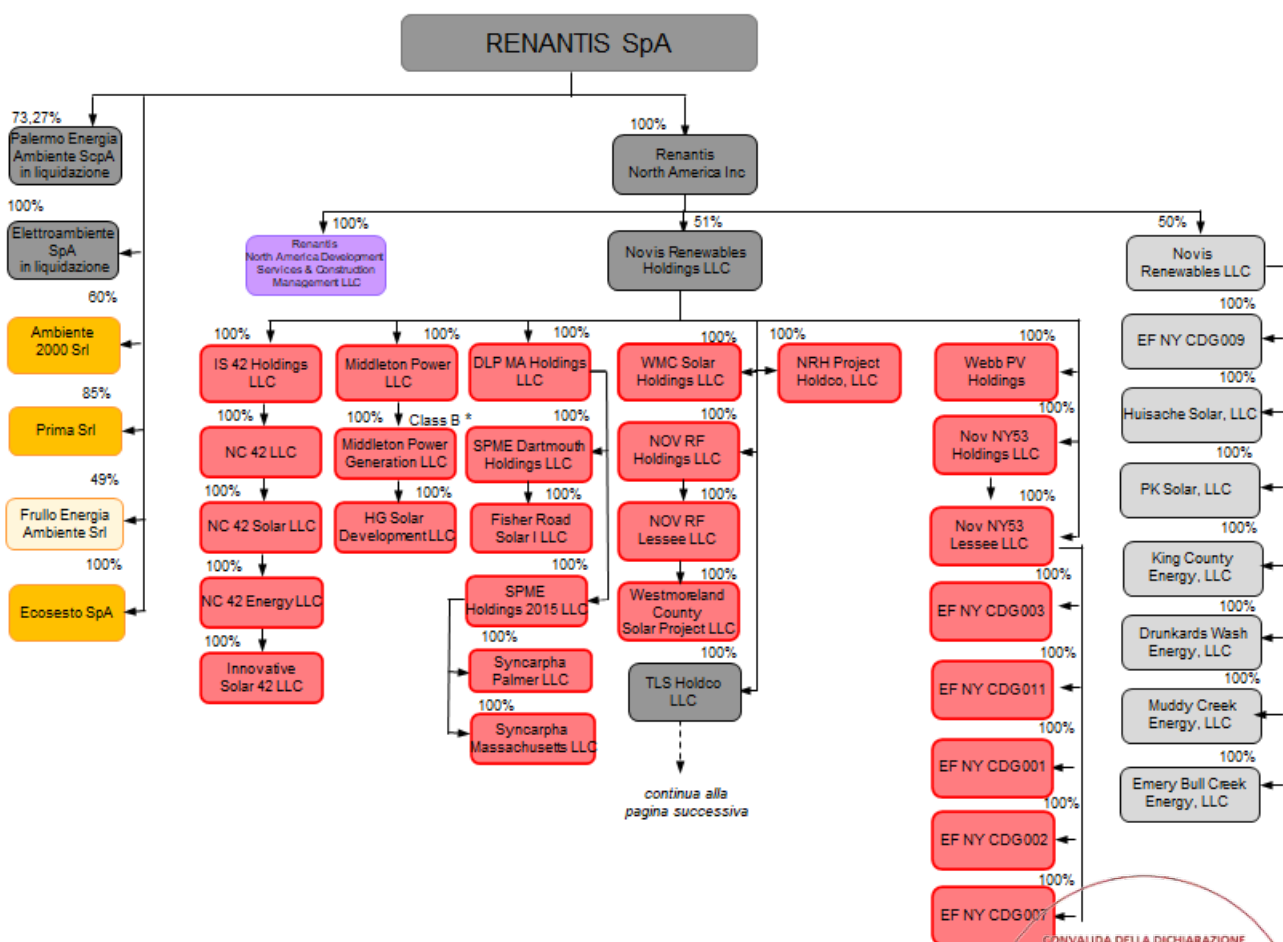 RENANTIS SpA
73,27%
Palermo Energia
Ambiente ScpA
in liquidazione
100%
Elettroambiente
SpA
in liquidazione
60%
Ambiente
2000 Srl
85%
Prima Srl
49%
Frullo Energia
Ambiente Srl
100%
Ecosesto SpA
100%
Renantis
North America Inc
100%
Renantis
North America Development
Services & Construction
Management LLC
51%
Novis Renewables
Holdings LLC
50%
Novis
Renewables LLC
100%
IS 42 Holdings
LLC
100%
NC 42 LLC
100%
NC 42 Solar LLC
100%
NC 42 Energy LLC
100%
Innovative
Solar 42 LLC
100%
Middleton Power
LLC
100%
Class B *
Middleton Power
Generation LLC
100%
HG Solar
Development LLC
100%
DLP MA Holdings
LLC
100%
SPME Dartmouth
Holdings LLC
100%
Fisher Road
Solar I LLC
100%
SPME
Holdings 2015 LLC
100%
Syncarpha
Palmer LLC
100%
Syncarpha
Massachusetts LLC
100%
WMC Solar
Holdings LLC
100%
NRH Project
Holdco, LLC
100%
NOV RF
Holdings LLC
100%
NOV RF
Lessee LLC
100%
Westmoreland
County
Solar Project LLC
100%
TLS Holdco
LLC
continua alla
pagina successiva
100%
Webb PV
Holdings
100%
Nov NY53
Holdings LLC
100%
Nov NY53
Lessee LLC
100%
EF NY CDG003
100%
EF NY CDG011
100%
EF NY CDG001
100%
EF NY CDG002
100%
EF NY CDG007
100%
EF NY CDG009
100%
Huisache Solar, LLC
100%
PK Solar, LLC
100%
King County
Energy, LLC
100%
Drunkards Wash
Energy, LLC
100%
Muddy Creek
Energy, LLC
100%
Emery Bull Creek
Energy, LLC
CONVALIDA DELLA DICHIARAZIONE